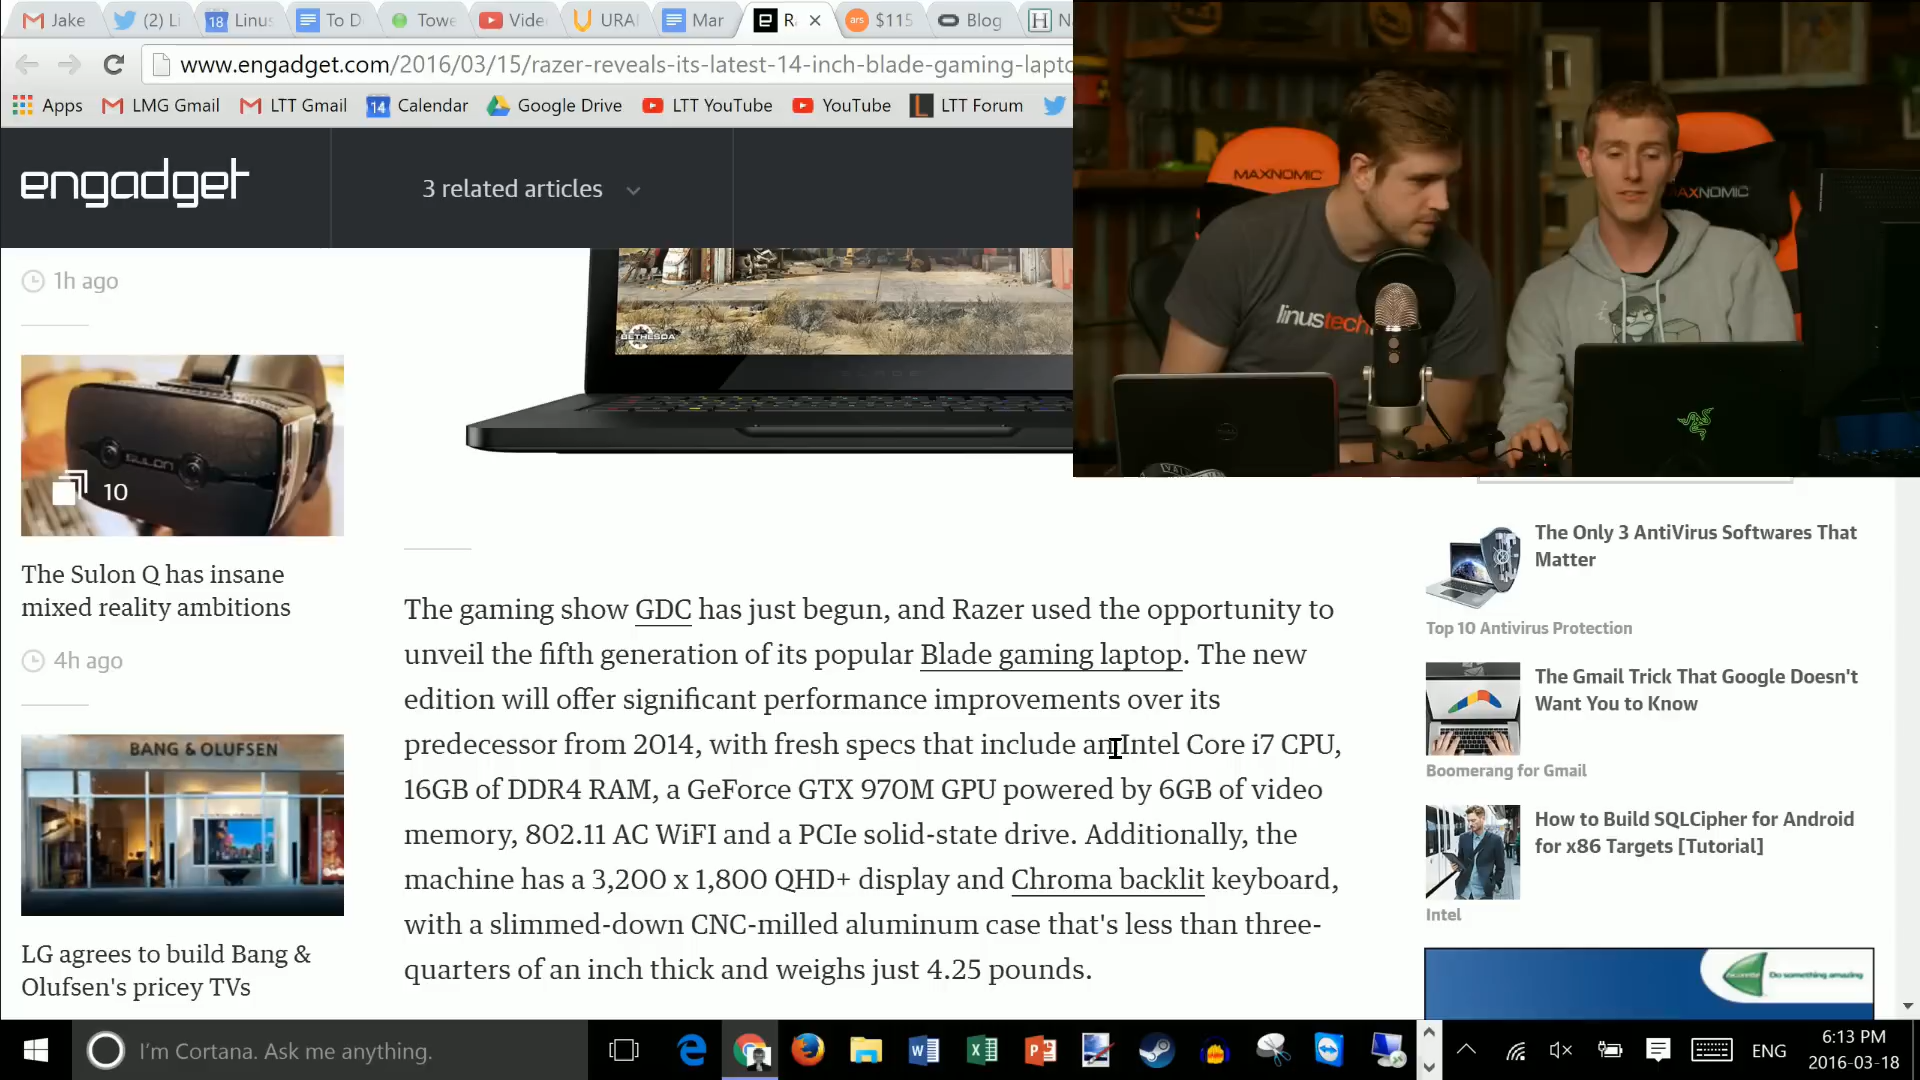 Jake
(2) Li
Linus
To D
Towe
Vide
URA
Mar
R
$115
Blog
www.engadget.com/2016/03/15/razer-reveals-its-latest-14-inch-blade-gaming-lapto
Apps
LMG Gmail
LTT Gmail
Calendar
Google Drive
LTT YouTube
YouTube
LTT Forum
engadget
3 related articles
MAXNOMIC
MAXNOMIC
linustech
1h ago
BETHESDA
SULON
10
The Sulon Q has insane
mixed reality ambitions
4h ago
BANG & OLUFSEN
LG agrees to build Bang &
Olufsen's pricey TVs
The gaming show GDC has just begun, and Razer used the opportunity to
unveil the fifth generation of its popular Blade gaming laptop. The new
edition will offer significant performance improvements over its
predecessor from 2014, with fresh specs that include an Intel Core i7 CPU,
16GB of DDR4 RAM, a GeForce GTX 970M GPU powered by 6GB of video
memory, 802.11 AC WiFI and a PCIe solid-state drive. Additionally, the
machine has a 3,200 x 1,800 QHD+ display and Chroma backlit keyboard,
with a slimmed-down CNC-milled aluminum case that's less than three-
quarters of an inch thick and weighs just 4.25 pounds.
The Only 3 AntiVirus Softwares That
Matter
Top 10 Antivirus Protection
The Gmail Trick That Google Doesn't
Want You to Know
Boomerang for Gmail
How to Build SQLCipher for Android
for x86 Targets [Tutorial]
Intel
Do something amazing
I'm Cortana. Ask me anything.
ENG
6:13 PM
2016-03-18